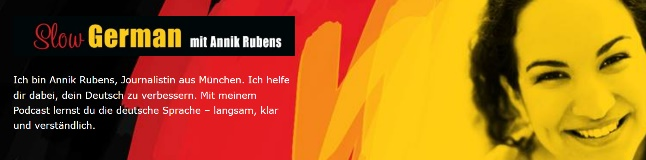 Slow German mit Annik Rubens
Ich bin Annik Rubens, Journalistin aus München. Ich helfe
dir dabei, dein Deutsch zu verbessern. Mit meinem
Podcast lernst du die deutsche Sprache – langsam, klar
und verständlich.